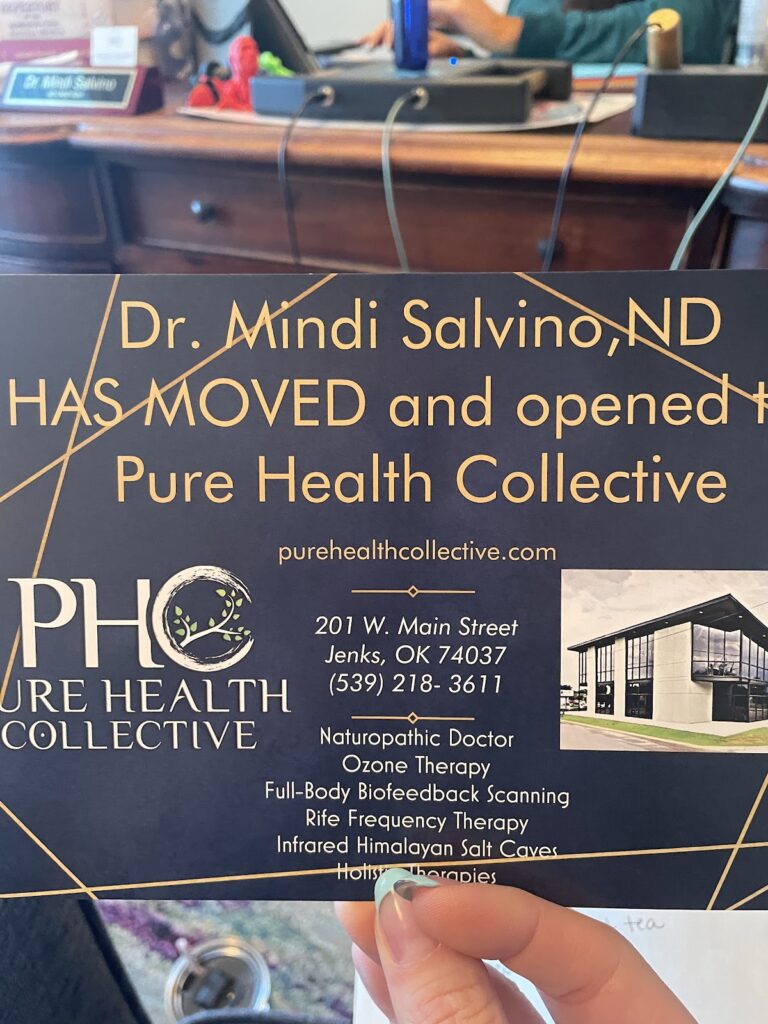 Dr. Mindi Salvino
Dr. Mindi Salvino,ND
HAS MOVED and opened t
Pure Health Collective
purehealthcollective.com
PHC
URE HEALTH
COLLECTIVE
201 W. Main Street
Jenks, OK 74037
(539) 218- 3611
Naturopathic Doctor
Ozone Therapy
Full-Body Biofeedback Scanning
Rife Frequency Therapy
Infrared Himalayan Salt Caves
Holistic Therapies
tea